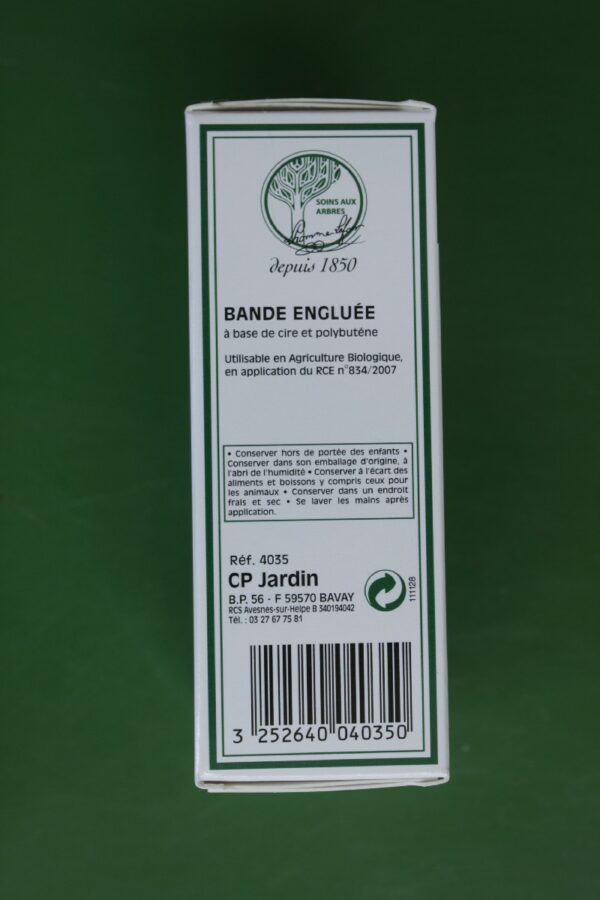 SOINS AUX
ARBRES
Lhomme-Lefort
depuis 1850
BANDE ENGLUÉE
à base de cire et polybutène
Utilisable en Agriculture Biologique,
en application du RCE n°834/2007
• Conserver hors de portée des enfants •
Conserver dans son emballage d'origine, à
l'abri de l'humidité • Conserver à l'écart des
aliments et boissons y compris ceux pour
les animaux • Conserver dans un endroit
frais et sec • Se laver les mains après
application.
Réf. 4035
CP Jardin
B.P. 56 - F 59570 BAVAY
RCS Avesnes-sur-Helpe B 340194042
Tél. : 03 27 67 75 81
111128
3 252640 040350